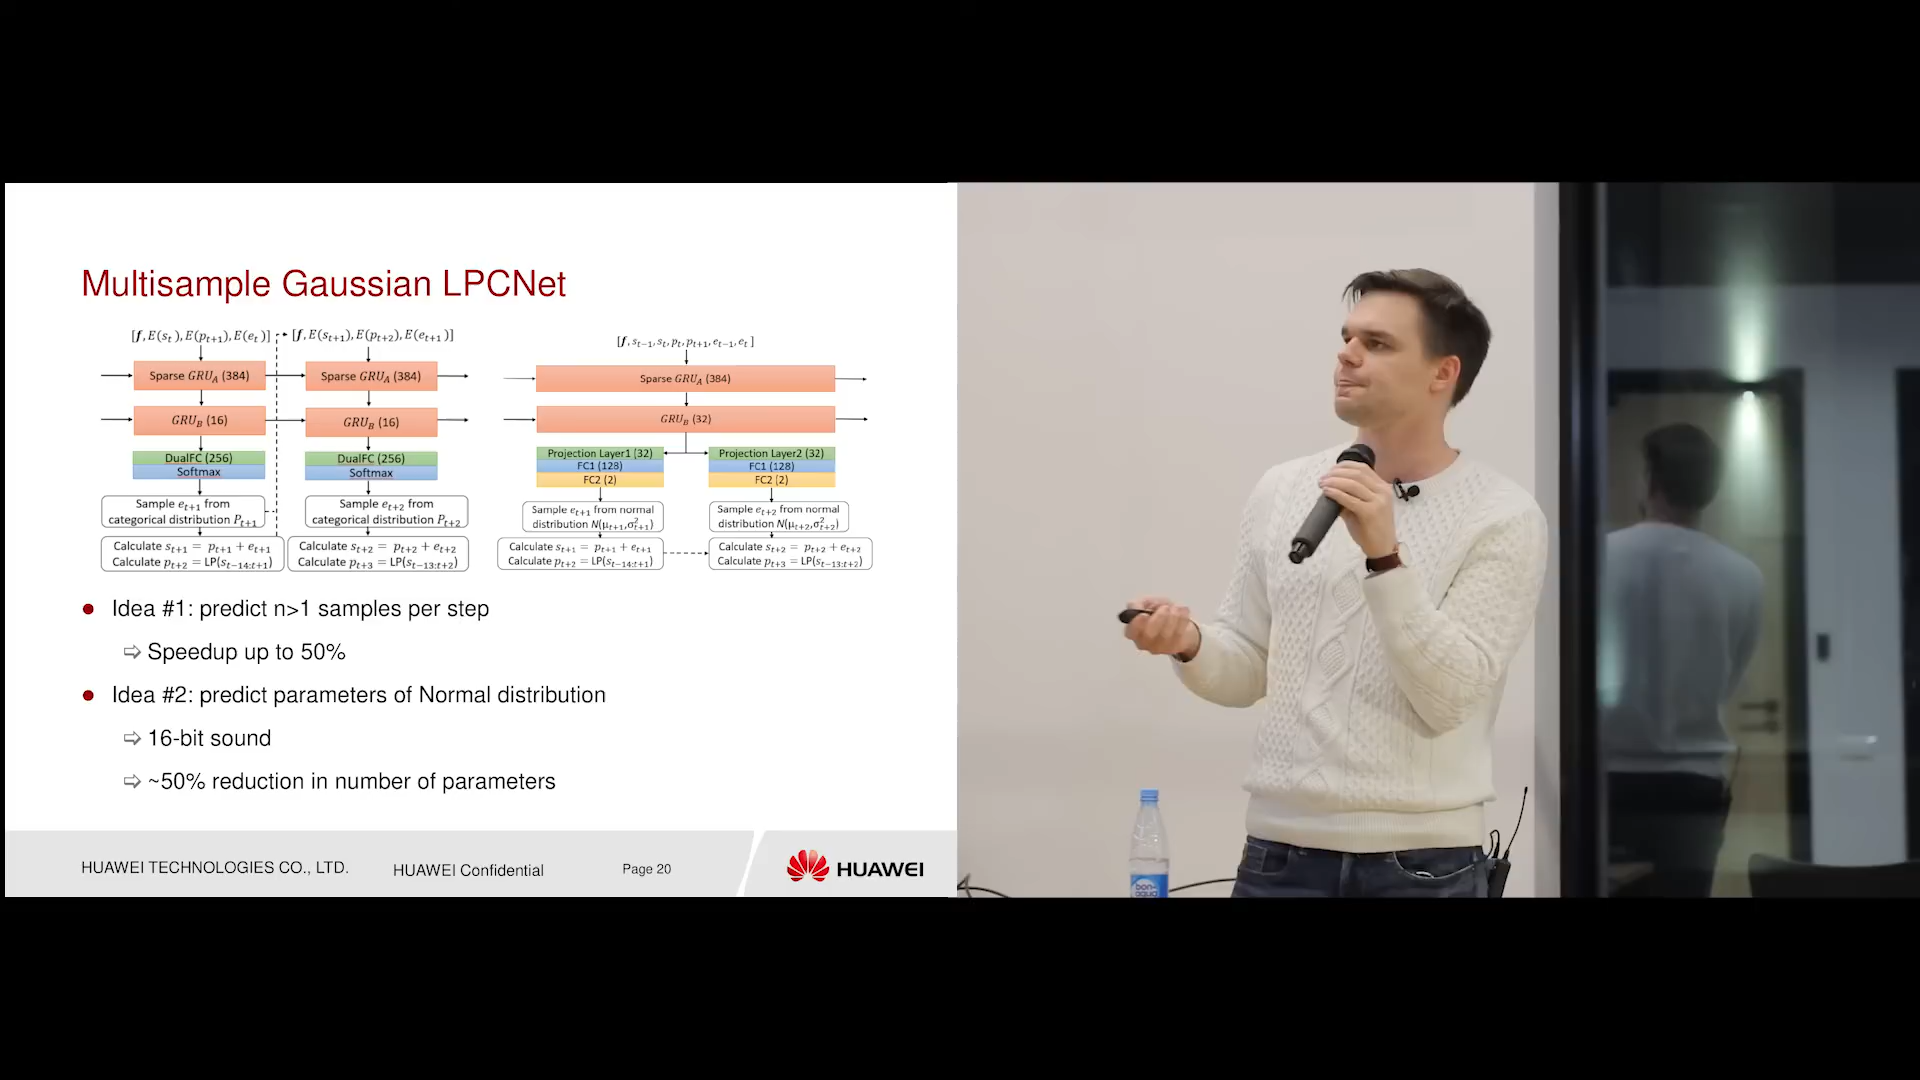 Multisample Gaussian LPCNet
[f, E(s_t), E(p_{t+1}), E(e_t)]
[f, E(s_{t+1}), E(p_{t+2}), E(e_{t+1})]
Sparse GRU_A (384)
Sparse GRU_A (384)
GRU_B (16)
GRU_B (16)
DualFC (256)
DualFC (256)
Softmax
Softmax
Sample e_{t+1} from
categorical distribution P_{t+1}
Sample e_{t+2} from
categorical distribution P_{t+2}
Calculate s_{t+1} = p_{t+1} + e_{t+1}
Calculate p_{t+2} = LP(s_{t-14:t+1})
Calculate s_{t+2} = p_{t+2} + e_{t+2}
Calculate p_{t+3} = LP(s_{t-13:t+2})
[f, s_{t-1}, s_t, p_t, p_{t+1}, e_{t-1}, e_t]
Sparse GRU_A (384)
GRU_B (32)
Projection Layer1 (32)
FC1 (128)
FC2 (2)
Projection Layer2 (32)
FC1 (128)
FC2 (2)
Sample e_{t+1} from normal
distribution N(μ_{t+1},σ²_{t+1})
Sample e_{t+2} from normal
distribution N(μ_{t+2},σ²_{t+2})
Calculate s_{t+1} = p_{t+1} + e_{t+1}
Calculate p_{t+2} = LP(s_{t-14:t+1})
Calculate s_{t+2} = p_{t+2} + e_{t+2}
Calculate p_{t+3} = LP(s_{t-13:t+2})
● Idea #1: predict n>1 samples per step
⇨ Speedup up to 50%
● Idea #2: predict parameters of Normal distribution
⇨ 16-bit sound
⇨ ~50% reduction in number of parameters
HUAWEI TECHNOLOGIES CO., LTD.
HUAWEI Confidential
Page 20
HUAWEI
bon-
aqua